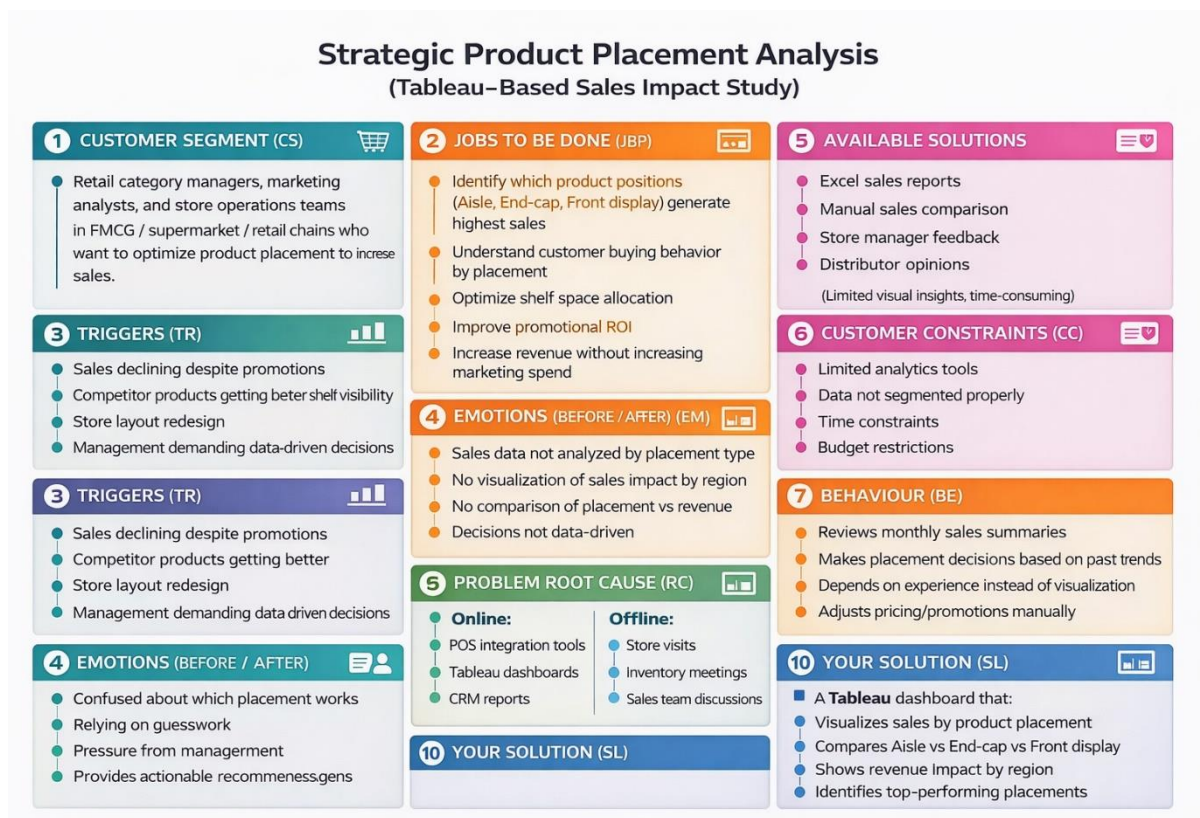 Strategic Product Placement Analysis
(Tableau-Based Sales Impact Study)
1 CUSTOMER SEGMENT (CS)
Retail category managers, marketing
analysts, and store operations teams
in FMCG / supermarket / retail chains who
want to optimize product placement to increse
sales.
3 TRIGGERS (TR)
Sales declining despite promotions
Competitor products getting beter shelf visibility
Store layout redesign
Management demanding data-driven decisions
3 TRIGGERS (TR)
Sales declining despite promotions
Competitor products getting better
Store layout redesign
Management demanding data driven decisions
4 EMOTIONS (BEFORE / AFTER)
Confused about which placement works
Relying on guesswork
Pressure from managerment
Provides actionable recommeness.gens
2 JOBS TO BE DONE (JBP)
Identify which product positions
(Aisle, End-cap, Front display) generate
highest sales
Understand customer buying behavior
by placement
Optimize shelf space allocation
Improve promotional ROI
Increase revenue without increasing
marketing spend
4 EMOTIONS (BEFORE / AFFER) (EM)
Sales data not analyzed by placement type
No visualization of sales impact by region
No comparison of placement vs revenue
Decisions not data-driven
5 PROBLEM ROOT CAUSE (RC)
Online:
POS integration tools
Tableau dashboards
CRM reports
Offline:
Store visits
Inventory meetings
Sales team discussions
10 YOUR SOLUTION (SL)
5 AVAILABLE SOLUTIONS
Excel sales reports
Manual sales comparison
Store manager feedback
Distributor opinions
(Limited visual insights, time-consuming)
6 CUSTOMER CONSTRAINTS (CC)
Limited analytics tools
Data not segmented properly
Time constraints
Budget restrictions
7 BEHAVIOUR (BE)
Reviews monthly sales summaries
Makes placement decisions based on past trends
Depends on experience instead of visualization
Adjusts pricing/promotions manually
10 YOUR SOLUTION (SL)
A Tableau dashboard that:
Visualizes sales by product placement
Compares Aisle vs End-cap vs Front display
Shows revenue Impact by region
Identifies top-performing placements